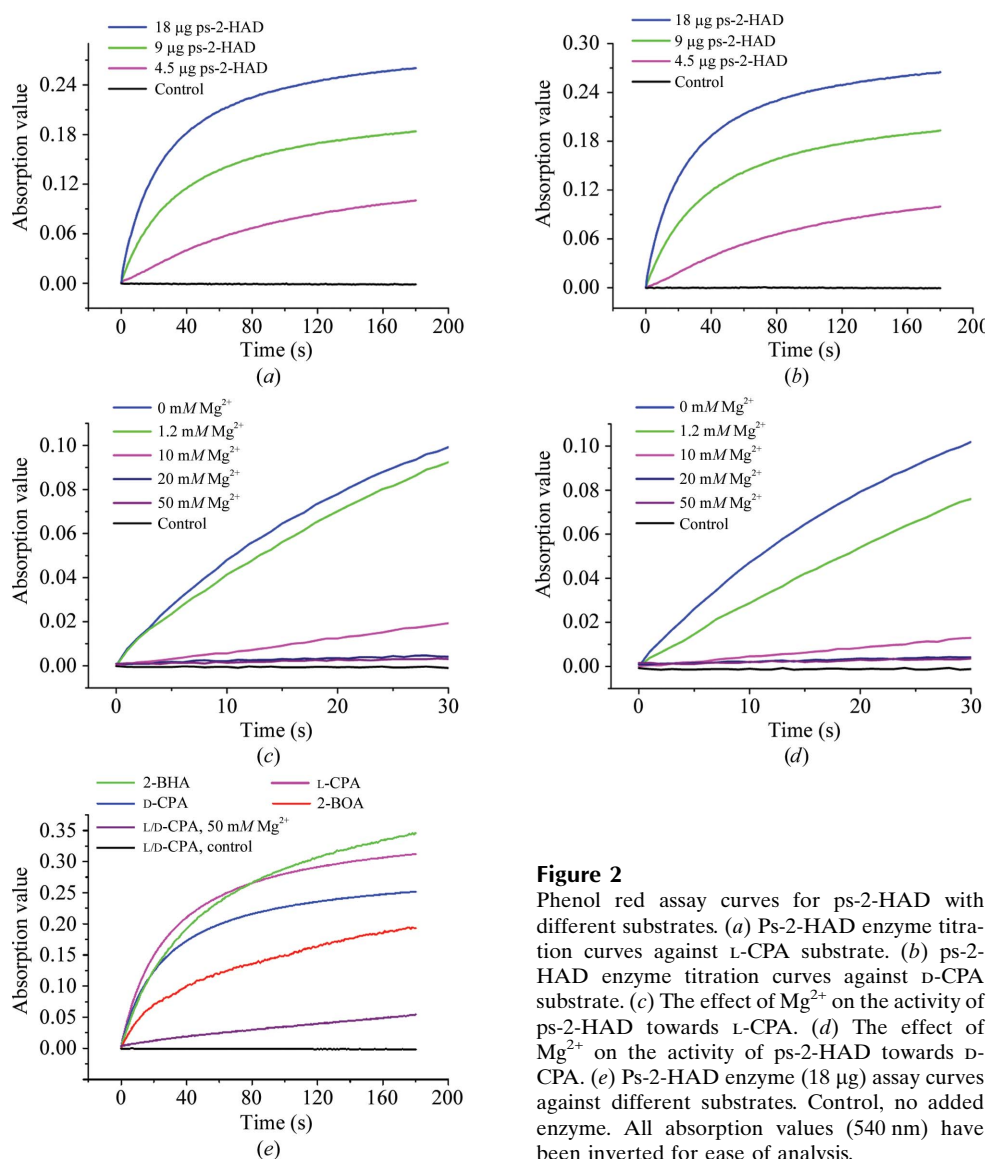 18 µg ps-2-HAD
9 µg ps-2-HAD
4.5 µg ps-2-HAD
Control
Absorption value
0.24
0.18
0.12
0.06
0.00
0 40 80 120 160 200
Time (s)
(a)
18 µg ps-2-HAD
9 µg ps-2-HAD
4.5 µg ps-2-HAD
Control
Absorption value
0.30
0.24
0.18
0.12
0.06
0.00
0 40 80 120 160 200
Time (s)
(b)
0 mM Mg²⁺
1.2 mM Mg²⁺
10 mM Mg²⁺
20 mM Mg²⁺
50 mM Mg²⁺
Control
Absorption value
0.10
0.08
0.06
0.04
0.02
0.00
0 10 20 30
Time (s)
(c)
0 mM Mg²⁺
1.2 mM Mg²⁺
10 mM Mg²⁺
20 mM Mg²⁺
50 mM Mg²⁺
Control
Absorption value
0.10
0.08
0.06
0.04
0.02
0.00
0 10 20 30
Time (s)
(d)
2-BHA L-CPA
D-CPA 2-BOA
L/D-CPA, 50 mM Mg²⁺
L/D-CPA, control
Absorption value
0.35
0.30
0.25
0.20
0.15
0.10
0.05
0.00
0 40 80 120 160 200
Time (s)
(e)
Figure 2
Phenol red assay curves for ps-2-HAD with
different substrates. (a) Ps-2-HAD enzyme titra-
tion curves against L-CPA substrate. (b) ps-2-
HAD enzyme titration curves against D-CPA
substrate. (c) The effect of Mg²⁺ on the activity of
ps-2-HAD towards L-CPA. (d) The effect of
Mg²⁺ on the activity of ps-2-HAD towards D-
CPA. (e) Ps-2-HAD enzyme (18 µg) assay curves
against different substrates. Control, no added
enzyme. All absorption values (540 nm) have
been inverted for ease of analysis.